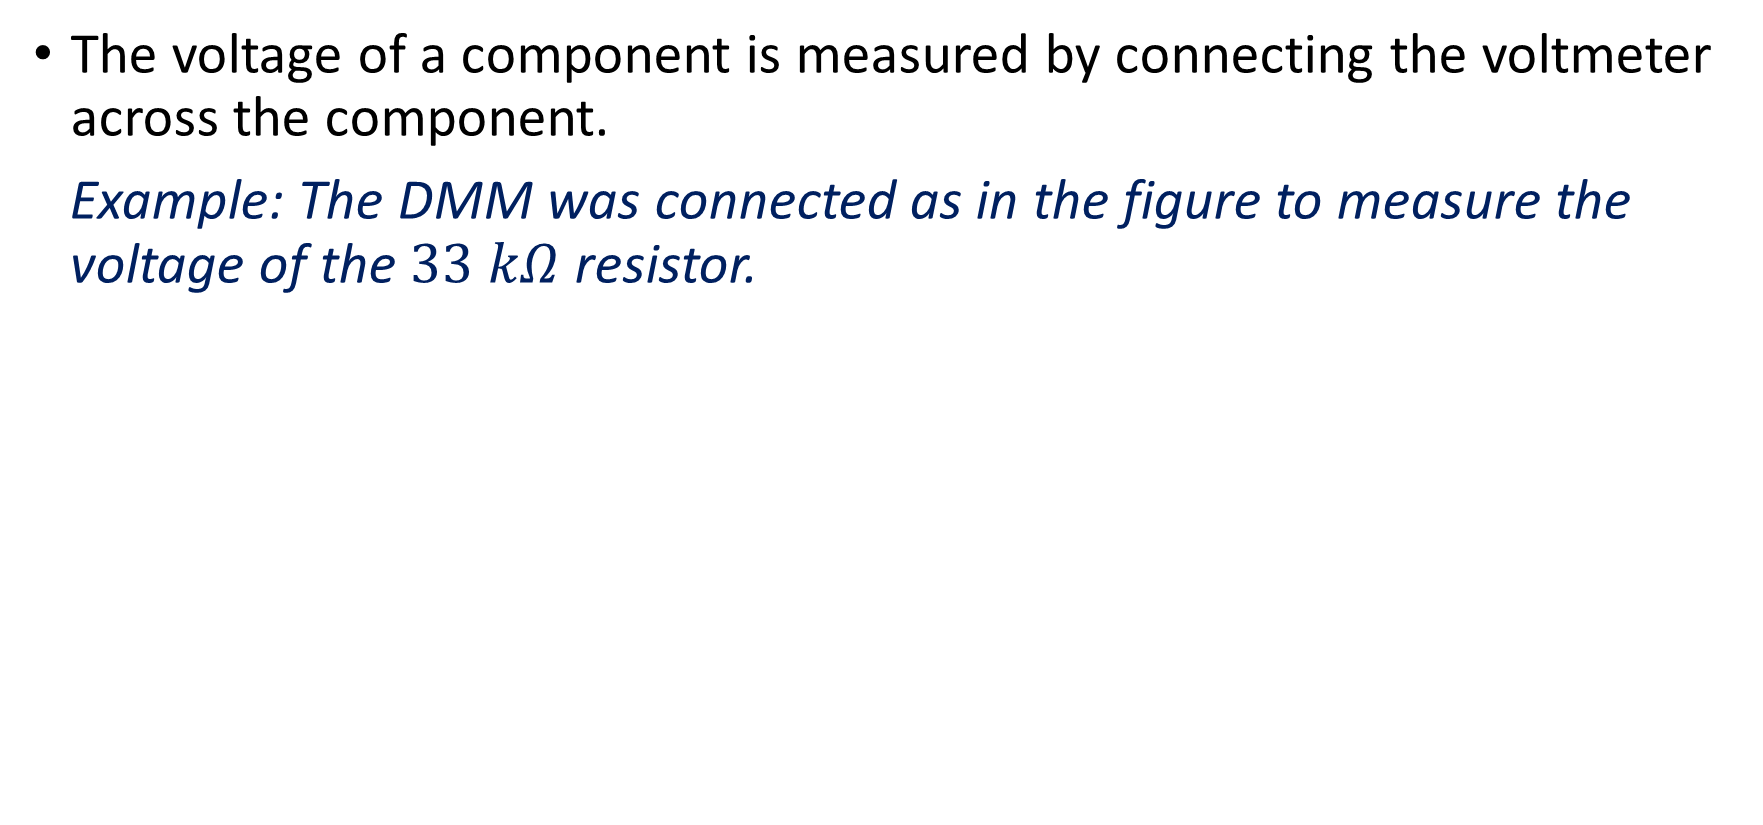 • The voltage of a component is measured by connecting the voltmeter
across the component.
Example: The DMM was connected as in the figure to measure the
voltage of the 33 kΩ resistor.